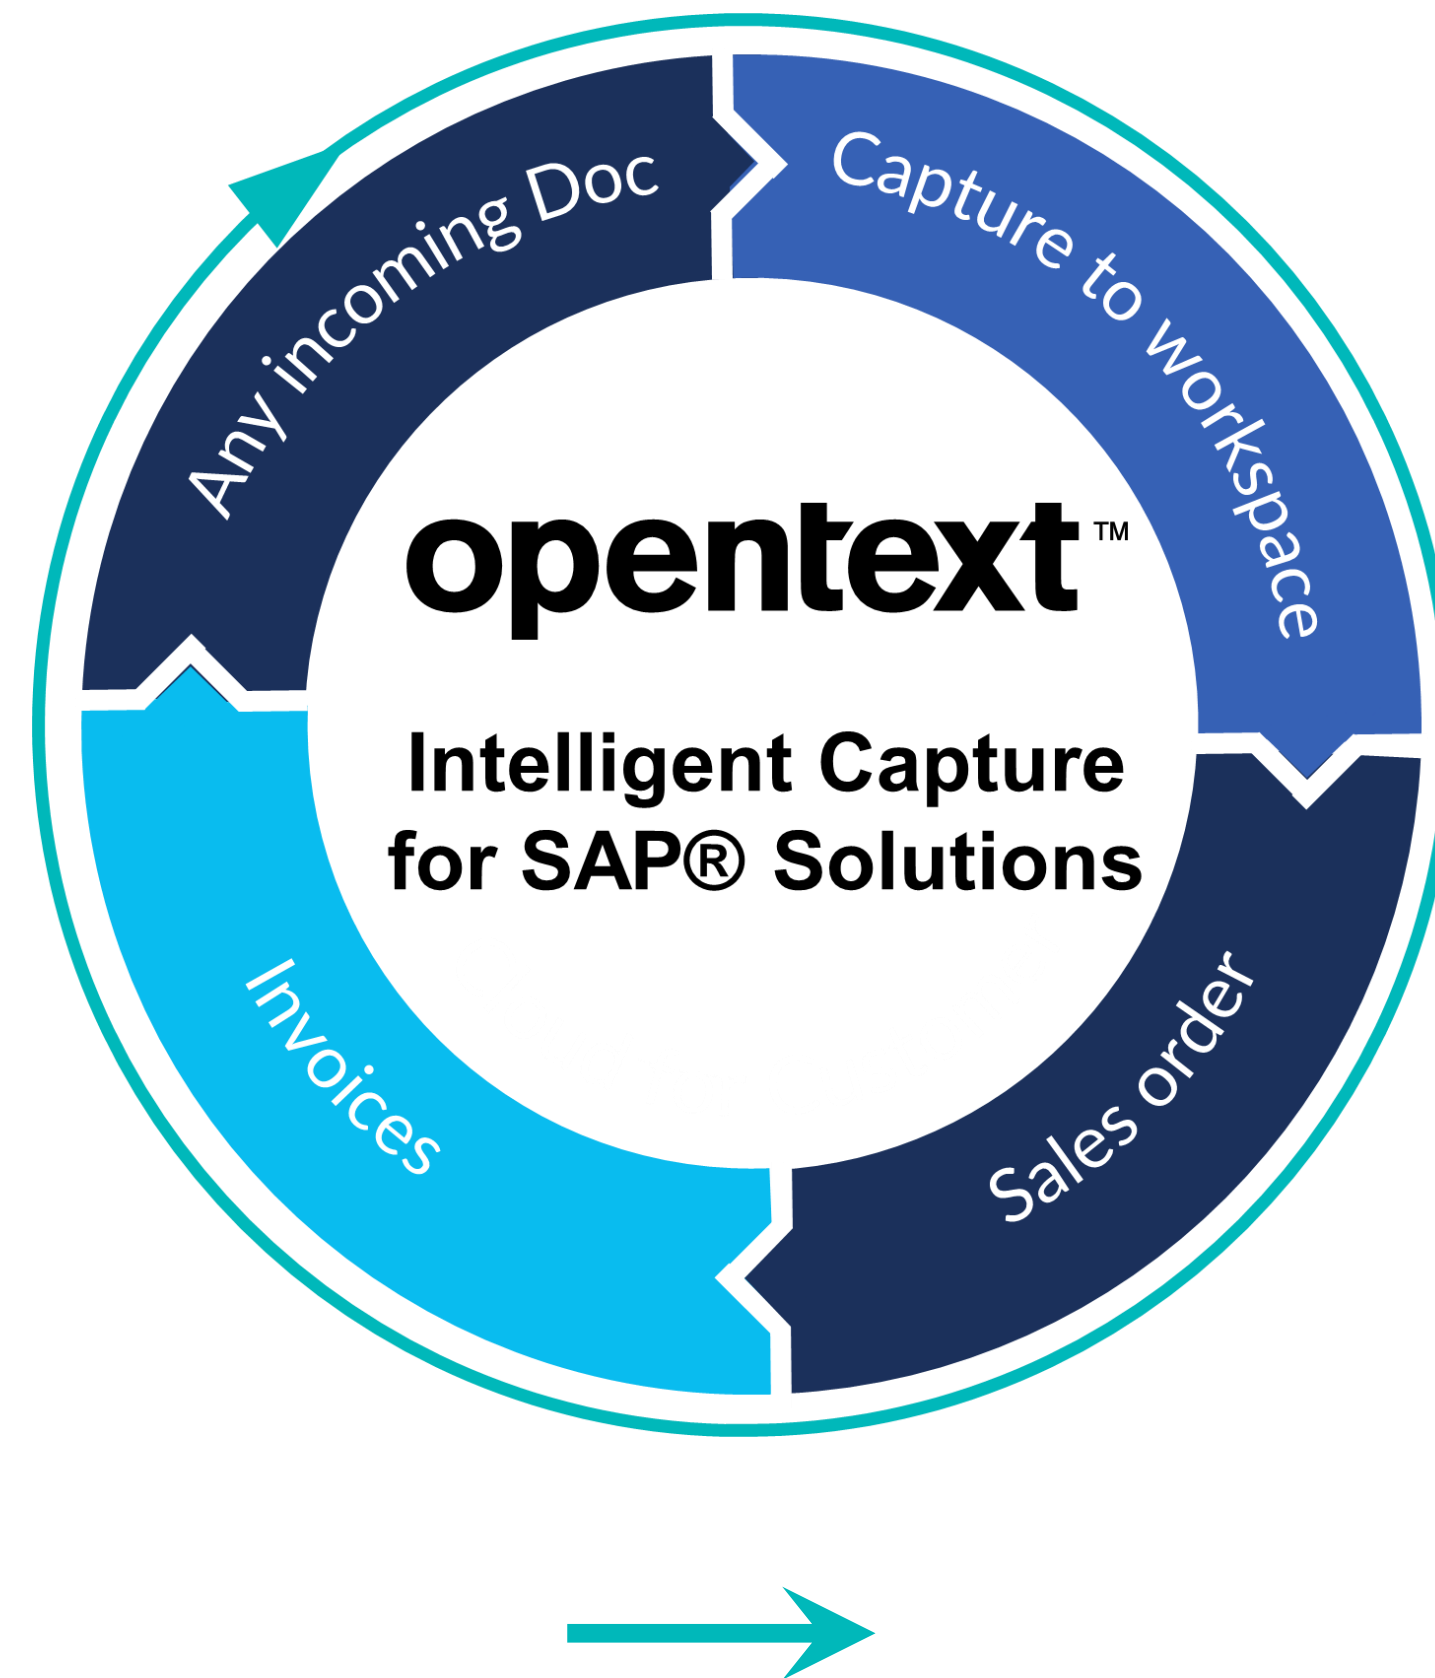 Any incoming Doc
Capture to workspace
opentext™
Intelligent Capture
for SAP® Solutions
Invoices
Sales order